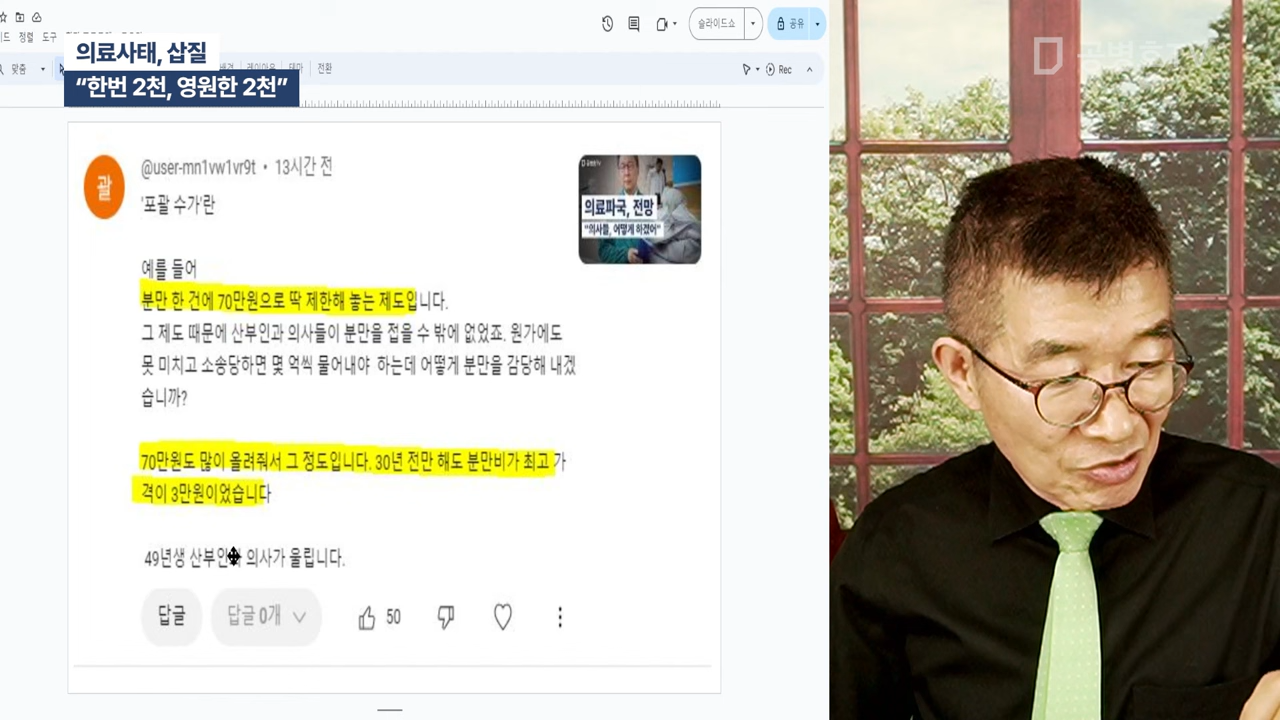 슬라이드쇼
공유
정렬 도구
의료사태, 삽질
"한번 2천, 영원한 2천"
맞춤
테마
전환
Rec
괄
@user-mn1vw1vr9t • 13시간 전
'포괄 수가'란
의료파국, 전망
"의사들, 어떻게 하겠어"
예를 들어
분만 한 건에 70만원으로 딱 제한해 놓는 제도입니다.
그 제도 때문에 산부인과 의사들이 분만을 접을 수 밖에 없었죠. 원가에도
못 미치고 소송당하면 몇 억씩 물어내야 하는데 어떻게 분만을 감당해 내겠
습니까?
70만원도 많이 올려줘서 그 정도입니다. 30년 전만 해도 분만비가 최고 가
격이 3만원이었습니다
49년생 산부인 의사가 올립니다.
답글
답글 0개
50